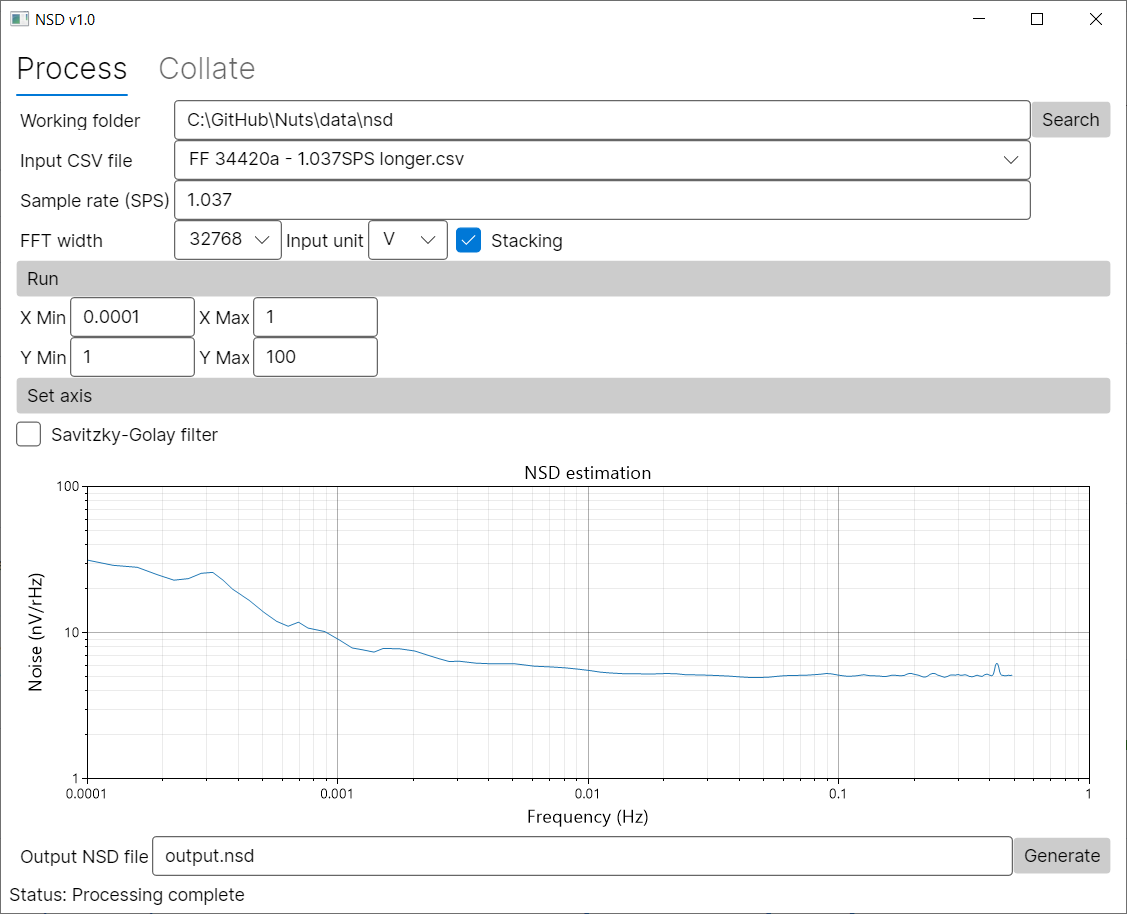 NSD v1.0
Process Collate
Working folder C:\GitHub\Nuts\data\nsd Search
Input CSV file FF 34420a - 1.037SPS longer.csv
Sample rate (SPS) 1.037
FFT width 32768 Input unit V Stacking
Run
X Min 0.0001 X Max 1
Y Min 1 Y Max 100
Set axis
Savitzky-Golay filter
NSD estimation
100
10
1
Noise (nV/rHz)
0.0001 0.001 0.01 0.1 1
Frequency (Hz)
Output NSD file output.nsd Generate
Status: Processing complete